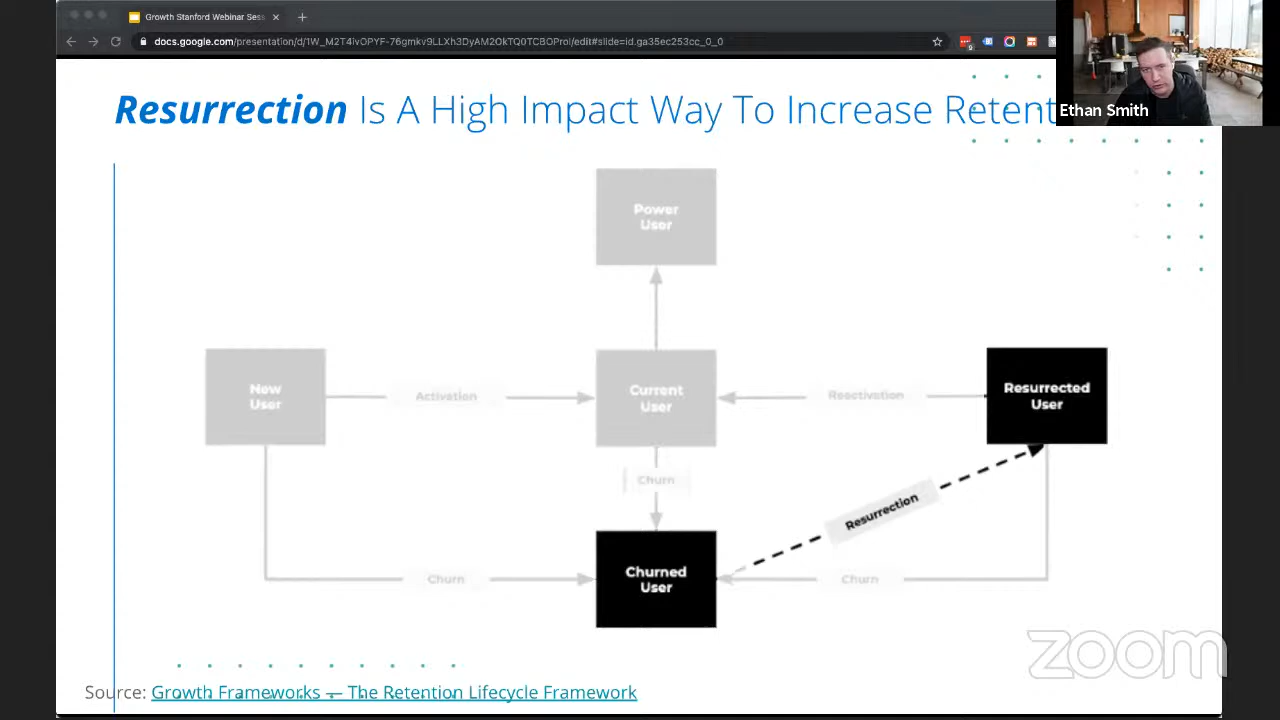 Growth Stanford Webinar Sess
docs.google.com/presentation/d/1W_M2T4ivOPYF-76gmkv9LLXh3DyAM2OkTQ0TCBOProI/edit#slide=id.ga35ec253cc_0_0
Ethan Smith
Resurrection Is A High Impact Way To Increase Retent
Power
User
New
User
Activation
Current
User
Reactivation
Resurrected
User
Churn
Resurrection
Churned
User
Churn
Churn
zoom
Source: Growth Frameworks — The Retention Lifecycle Framework